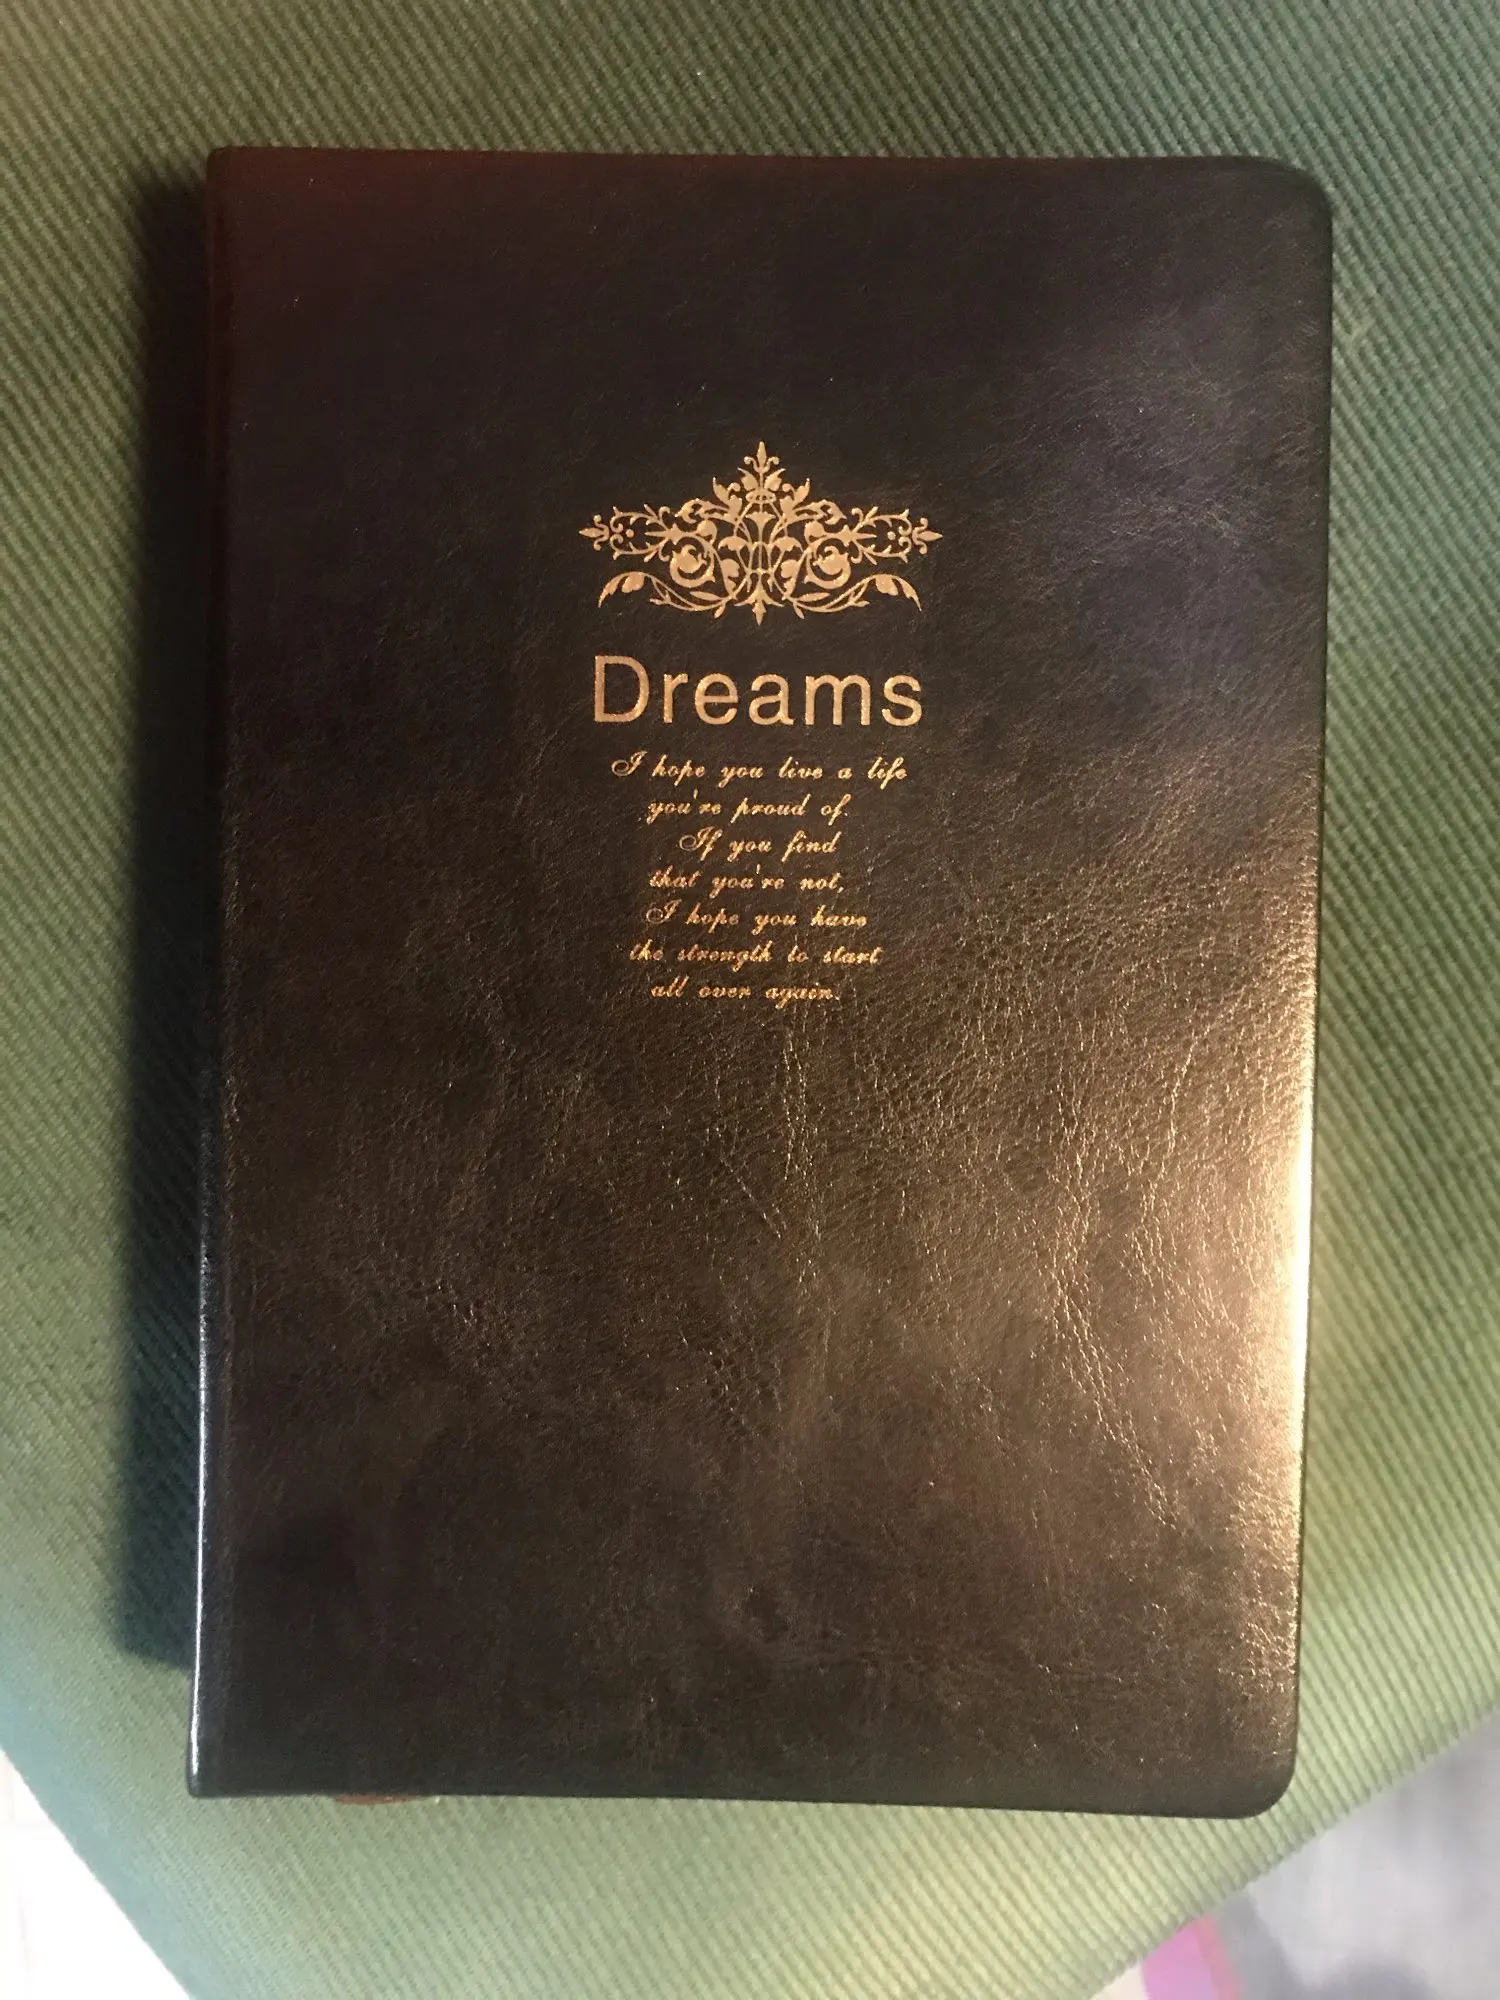 Dreams
I hope you live a life
you're proud of.
If you find
that you're not,
I hope you have
the strength to start
all over again.